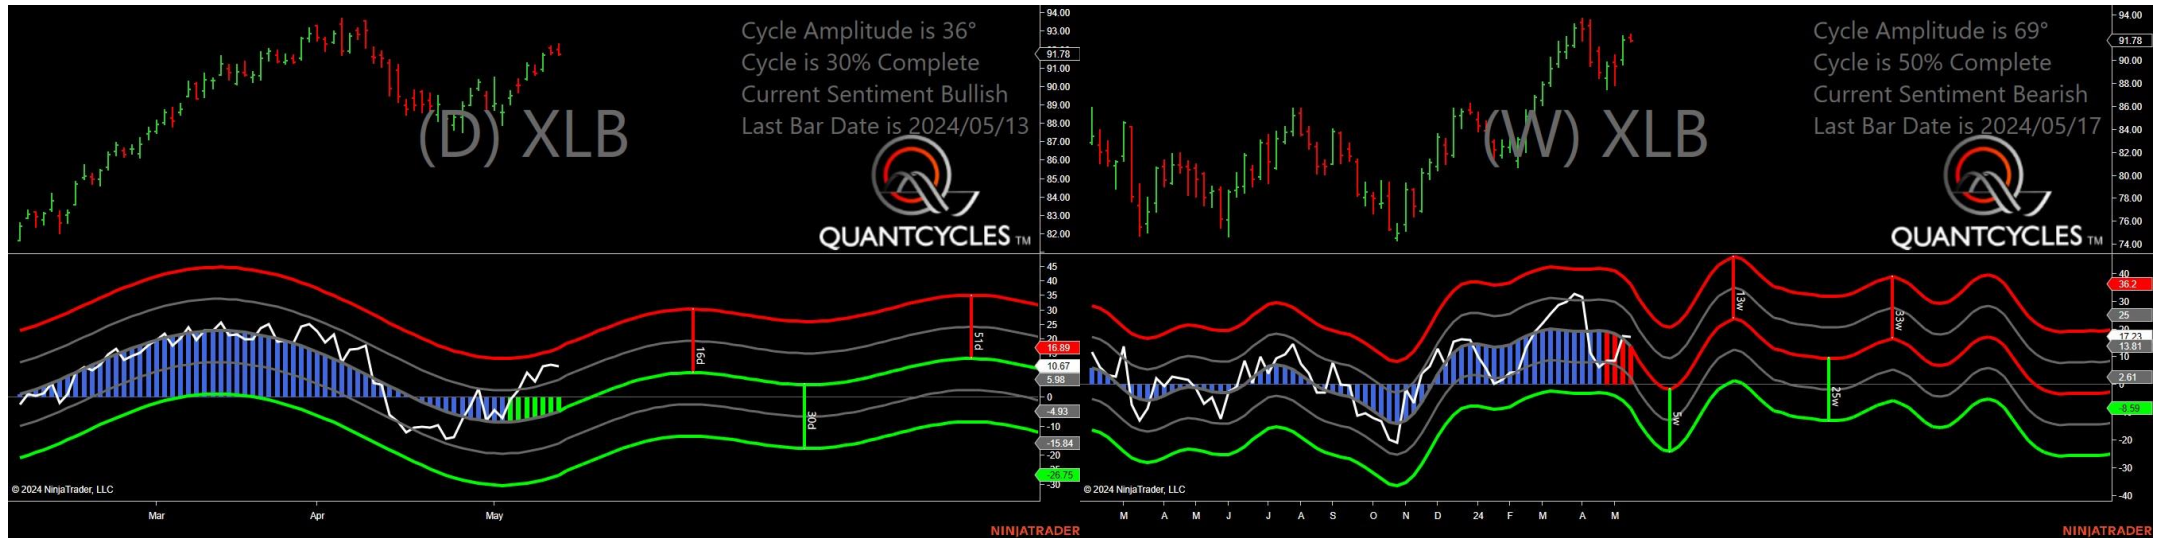 Cycle Amplitude is 36°
Cycle is 30% Complete
Current Sentiment Bullish
Last Bar Date is 2024/05/13
(D) XLB
QUANTCYCLES TM
94.00
93.00
91.78
91.00
90.00
89.00
88.00
87.00
86.00
85.00
84.00
83.00
82.00
45
40
35
30
25
20
16.89
10.67
5.98
0
-4.93
-10
-15.84
-20
-26.75
-30
16d
30d
51d
© 2024 NinjaTrader, LLC
Mar Apr May
NINJATRADER
Cycle Amplitude is 69°
Cycle is 50% Complete
Current Sentiment Bearish
Last Bar Date is 2024/05/17
(W) XLB
QUANTCYCLES TM
94.00
91.78
90.00
88.00
86.00
84.00
82.00
80.00
78.00
76.00
74.00
40
36.2
30
25
17.23
13.81
10
2.61
-8.59
-20
-30
-40
5w
13w
25w
33w
© 2024 NinjaTrader, LLC
M A M J J A S O N D 24 F M A M
NINJATRADER